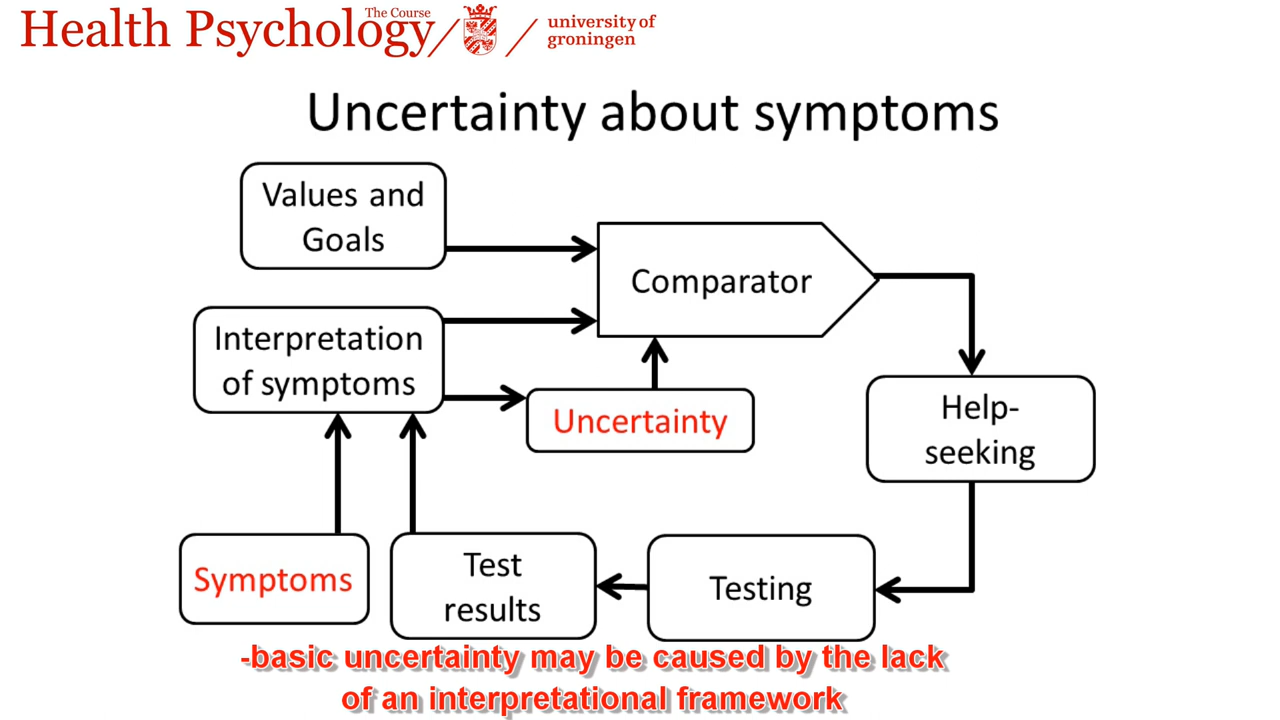 Health Psychology
The Course
university of
groningen
Uncertainty about symptoms
Values and
Goals
Comparator
Interpretation
of symptoms
Uncertainty
Help-
seeking
Symptoms
Test
results
Testing
-basic uncertainty may be caused by the lack
of an interpretational framework